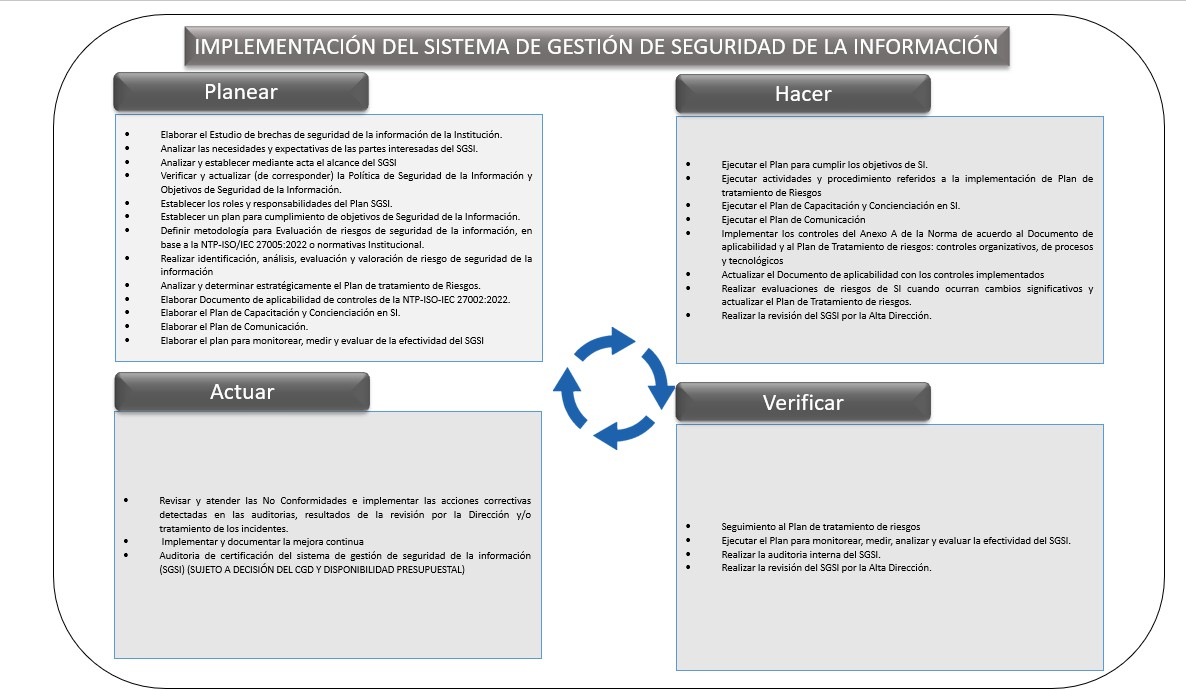 IMPLEMENTACIÓN DEL SISTEMA DE GESTIÓN DE SEGURIDAD DE LA INFORMACIÓN
Planear
• Elaborar el Estudio de brechas de seguridad de la información de la Institución.
• Analizar las necesidades y expectativas de las partes interesadas del SGSI.
• Analizar y establecer mediante acta el alcance del SGSI
• Verificar y actualizar (de corresponder) la Política de Seguridad de la Información y
Objetivos de Seguridad de la Información.
• Establecer los roles y responsabilidades del Plan SGSI.
• Establecer un plan para cumplimiento de objetivos de Seguridad de la Información.
• Definir metodología para Evaluación de riesgos de seguridad de la información, en
base a la NTP-ISO/IEC 27005:2022 o normativas Institucional.
• Realizar identificación, análisis, evaluación y valoración de riesgo de seguridad de la
información
• Analizar y determinar estratégicamente el Plan de tratamiento de Riesgos.
• Elaborar Documento de aplicabilidad de controles de la NTP-ISO-IEC 27002:2022.
• Elaborar el Plan de Capacitación y Concienciación en SI.
• Elaborar el Plan de Comunicación.
• Elaborar el plan para monitorear, medir y evaluar de la efectividad del SGSI
Hacer
• Ejecutar el Plan para cumplir los objetivos de SI.
• Ejecutar actividades y procedimiento referidos a la implementación de Plan de
tratamiento de Riesgos
• Ejecutar el Plan de Capacitación y Concienciación en SI.
• Ejecutar el Plan de Comunicación
• Implementar los controles del Anexo A de la Norma de acuerdo al Documento de
aplicabilidad y al Plan de Tratamiento de riesgos: controles organizativos, de procesos
y tecnológicos
• Actualizar el Documento de aplicabilidad con los controles implementados
• Realizar evaluaciones de riesgos de SI cuando ocurran cambios significativos y
actualizar el Plan de Tratamiento de riesgos.
• Realizar la revisión del SGSI por la Alta Dirección.
Actuar
• Revisar y atender las No Conformidades e implementar las acciones correctivas
detectadas en las auditorias, resultados de la revisión por la Dirección y/o
tratamiento de los incidentes.
• Implementar y documentar la mejora continua
• Auditoria de certificación del sistema de gestión de seguridad de la información
(SGSI) (SUJETO A DECISIÓN DEL CGD Y DISPONIBILIDAD PRESUPUESTAL)
Verificar
• Seguimiento al Plan de tratamiento de riesgos
• Ejecutar el Plan para monitorear, medir, analizar y evaluar la efectividad del SGSI.
• Realizar la auditoria interna del SGSI.
• Realizar la revisión del SGSI por la Alta Dirección.